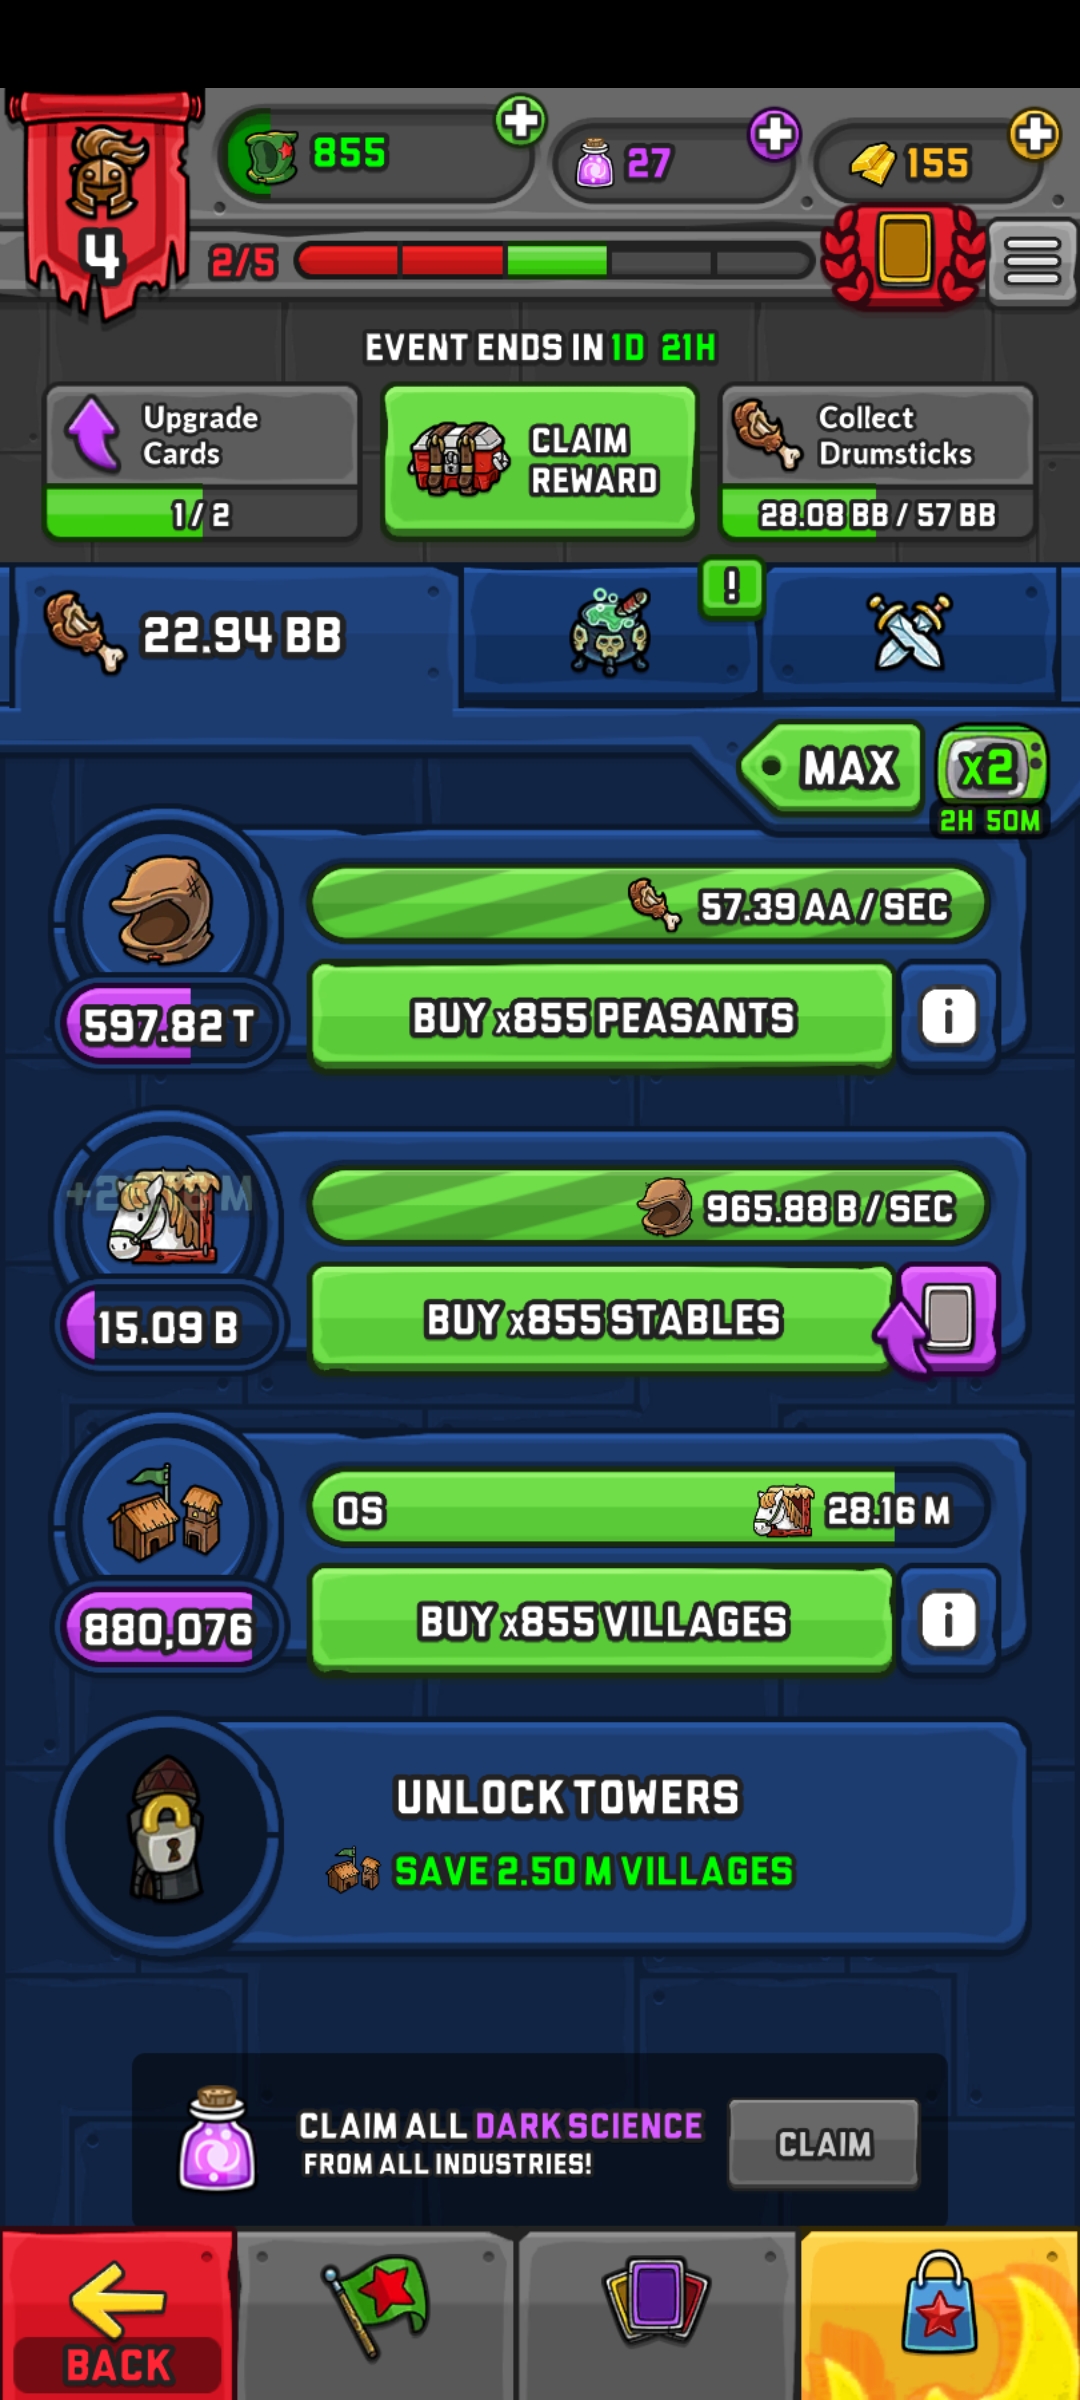 855
27
155
4
2/5
EVENT ENDS IN 1D 21H
Upgrade
Cards
1/2
CLAIM
REWARD
Collect
Drumsticks
28.08 BB / 57 BB
22.94 BB
!
MAX
x2
2H 50M
57.39 AA / SEC
597.82 T
BUY x855 PEASANTS
i
965.88 B / SEC
15.09 B
BUY x855 STABLES
0S
28.16 M
880,076
BUY x855 VILLAGES
i
UNLOCK TOWERS
SAVE 2.50 M VILLAGES
CLAIM ALL DARK SCIENCE
FROM ALL INDUSTRIES!
CLAIM
BACK